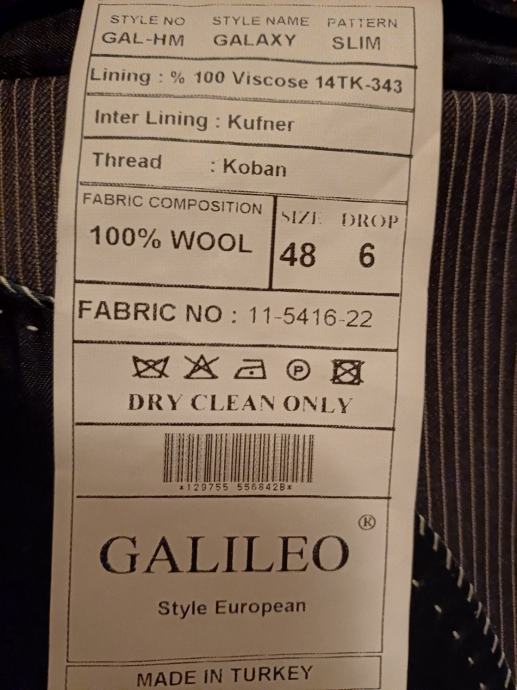 STYLE NO STYLE NAME PATTERN
GAL-HM GALAXY SLIM
Lining : % 100 Viscose 14TK-343
Inter Lining : Kufner
Thread : Koban
FABRIC COMPOSITION SIZE DROP
100% WOOL 48 6
FABRIC NO : 11-5416-22
P
DRY CLEAN ONLY
*129755 556842B*
GALILEO ®
Style European
MADE IN TURKEY